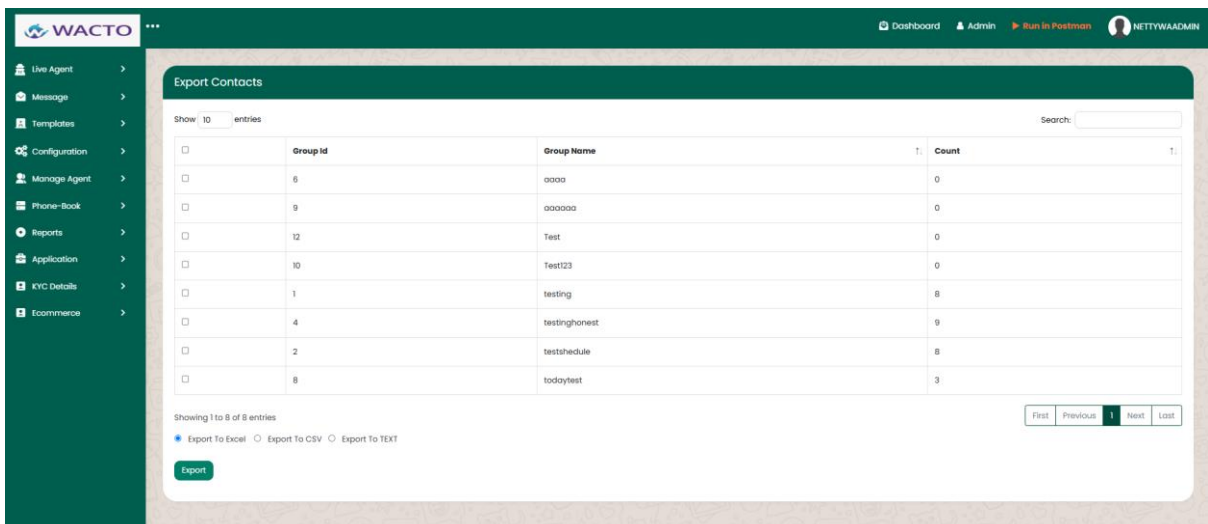 WACTO
Dashboard Admin Run in Postman NETTYWAADMIN
Live Agent
Message
Templates
Configuration
Manage Agent
Phone-Book
Reports
Application
KYC Details
Ecommerce
Export Contacts
Show 10 entries Search:
Group Id Group Name Count
6 aaaa 0
9 aaaaaa 0
12 Test 0
10 Test123 0
1 testing 8
4 testinghonest 9
2 testshedule 8
8 todaytest 3
Showing 1 to 8 of 8 entries First Previous 1 Next Last
Export To Excel Export To CSV Export To TEXT
Export